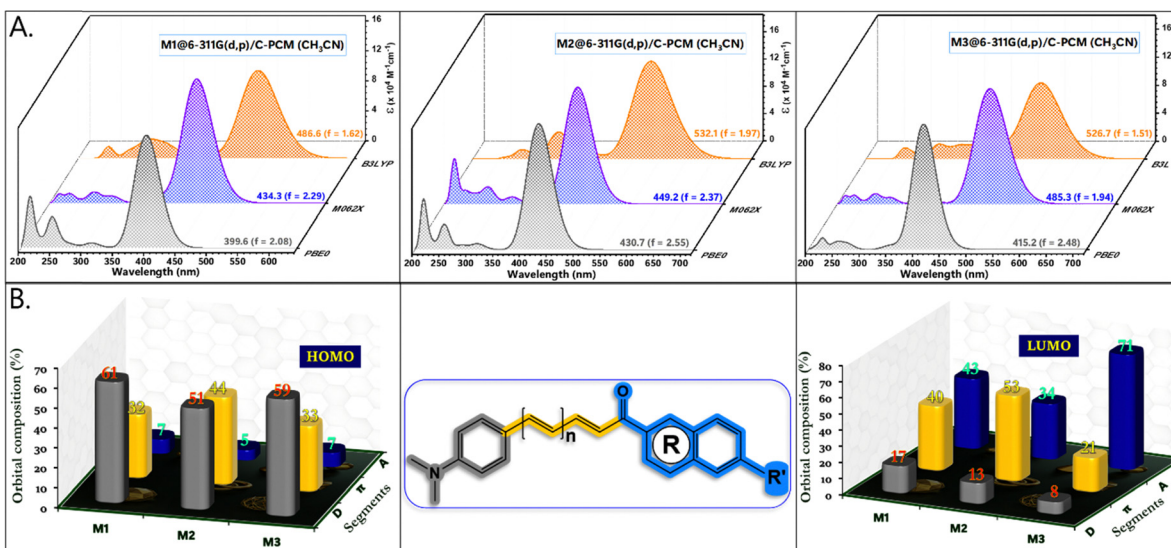 A.
M1@6-311G(d,p)/C-PCM (CH₃CN)
486.6 (f = 1.62)
434.3 (f = 2.29)
399.6 (f = 2.08)
B3LYP
M062X
PBE0
16
12
8
4
0
Ɛ (x 10⁴ M⁻¹cm⁻¹)
200 250 300 350 400 450 500 550 600
Wavelength (nm)
M2@6-311G(d,p)/C-PCM (CH₃CN)
532.1 (f = 1.97)
449.2 (f = 2.37)
430.7 (f = 2.55)
B3LYP
M062X
PBE0
16
12
8
4
0
Ɛ (x 10⁴ M⁻¹cm⁻¹)
200 250 300 350 400 450 500 550 600 650 700
Wavelength (nm)
M3@6-311G(d,p)/C-PCM (CH₃CN)
526.7 (f = 1.51)
485.3 (f = 1.94)
415.2 (f = 2.48)
B3L
M062X
PBE0
16
12
8
4
0
Ɛ (x 10⁴ M⁻¹cm⁻¹)
200 250 300 350 400 450 500 550 600 650 700
Wavelength (nm)
B.
HOMO
Orbital composition (%)
70
60
50
40
30
20
10
0
61
32
7
51
44
5
59
33
7
M1 M2 M3
D π A
Segments
N
n
O
R
R'
LUMO
Orbital composition (%)
80
70
60
50
40
30
20
10
0
17
40
43
13
53
34
8
21
71
M1 M2 M3
D π A
Segments